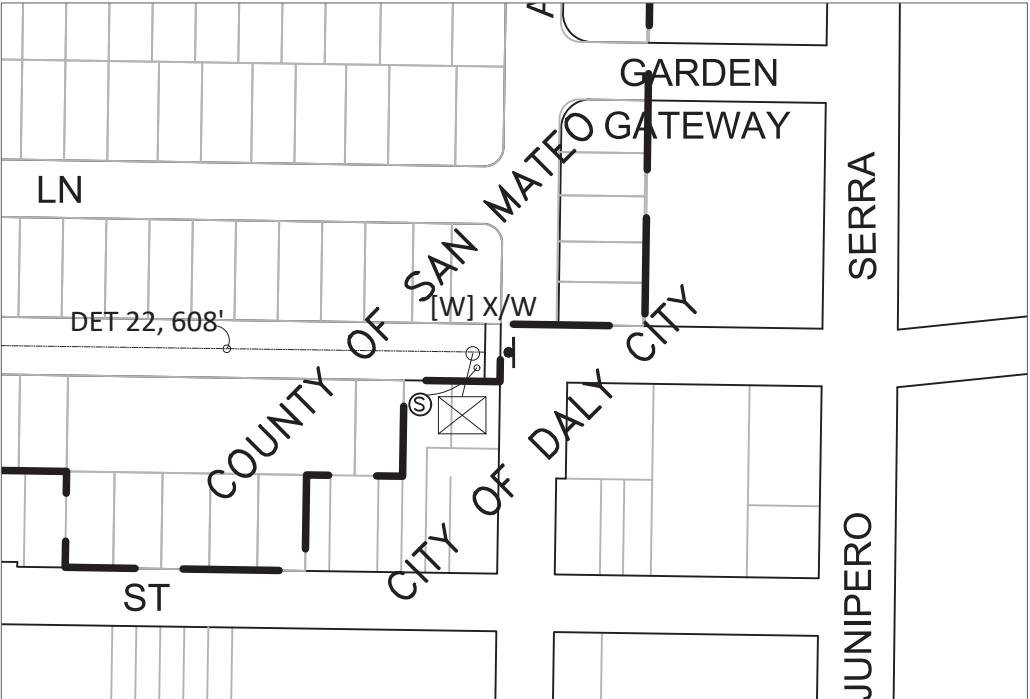 GARDEN
GATEWAY
LN
SERRA
COUNTY OF SAN MATEO
[W] X/W
DET 22, 608'
CITY OF DALY CITY
S
ST
JUNIPERO